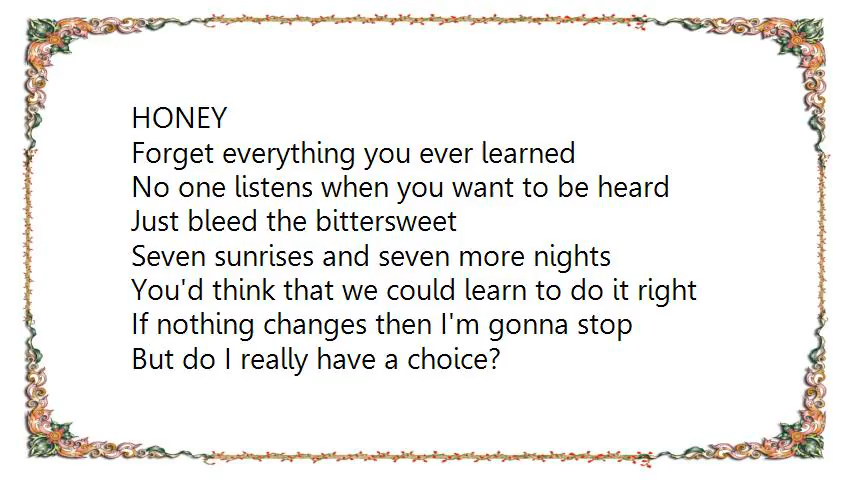 HONEY
Forget everything you ever learned
No one listens when you want to be heard
Just bleed the bittersweet
Seven sunrises and seven more nights
You'd think that we could learn to do it right
If nothing changes then I'm gonna stop
But do I really have a choice?